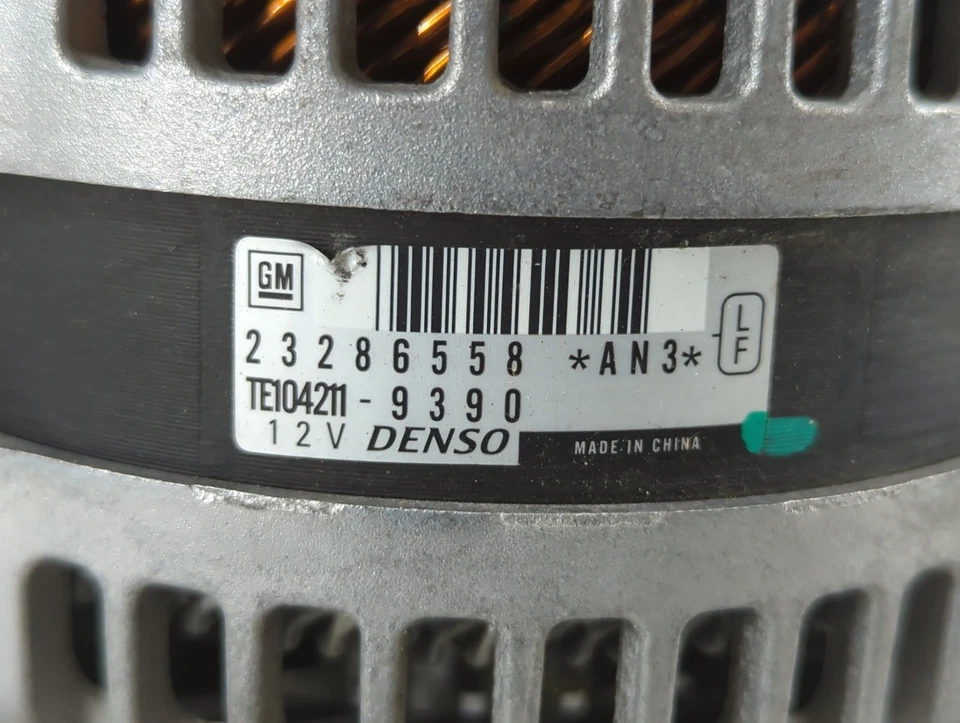 GM
23286558 *AN3*
L
F
TE104211-9390
12V DENSO MADE IN CHINA